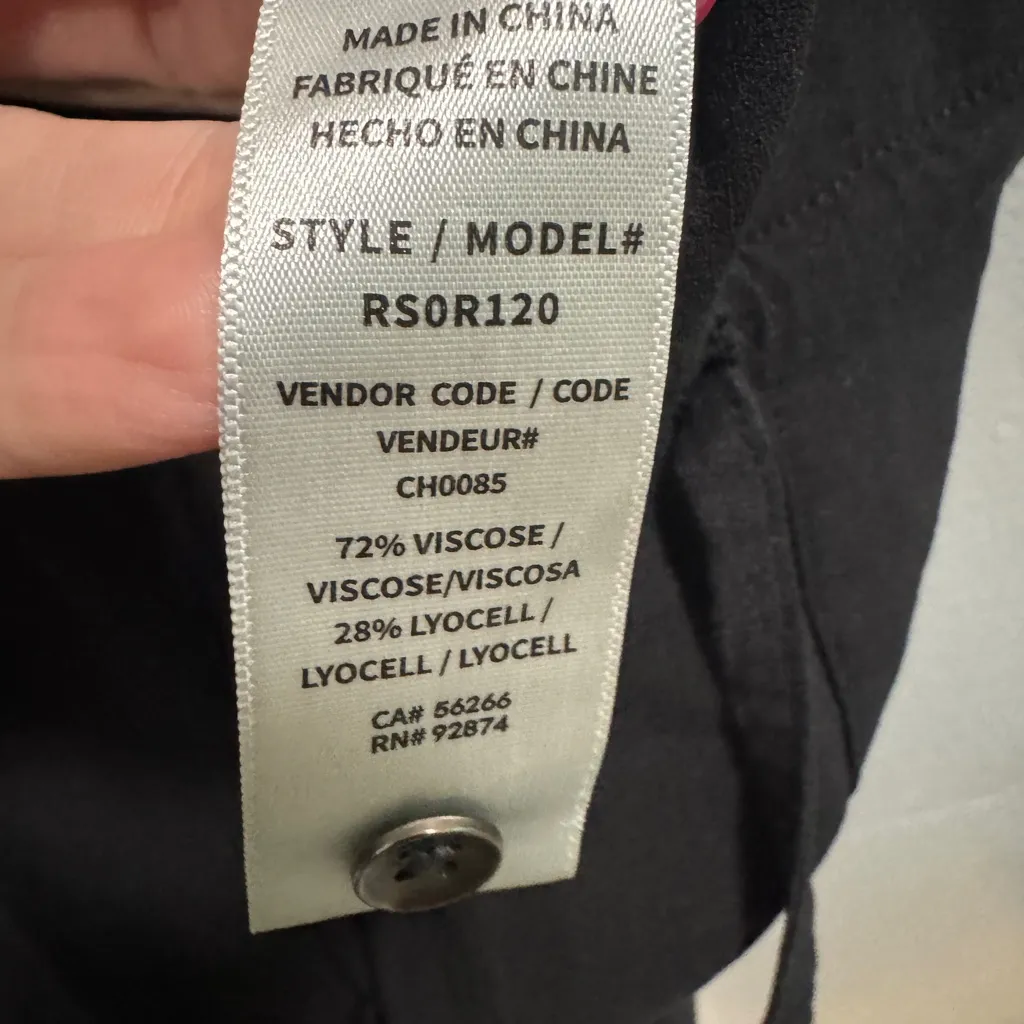 MADE IN CHINA
FABRIQUÉ EN CHINE
HECHO EN CHINA
STYLE / MODEL#
RS0R120
VENDOR CODE / CODE
VENDEUR#
CH0085
72% VISCOSE /
VISCOSE/VISCOSA
28% LYOCELL /
LYOCELL / LYOCELL
CA# 56266
RN# 92874